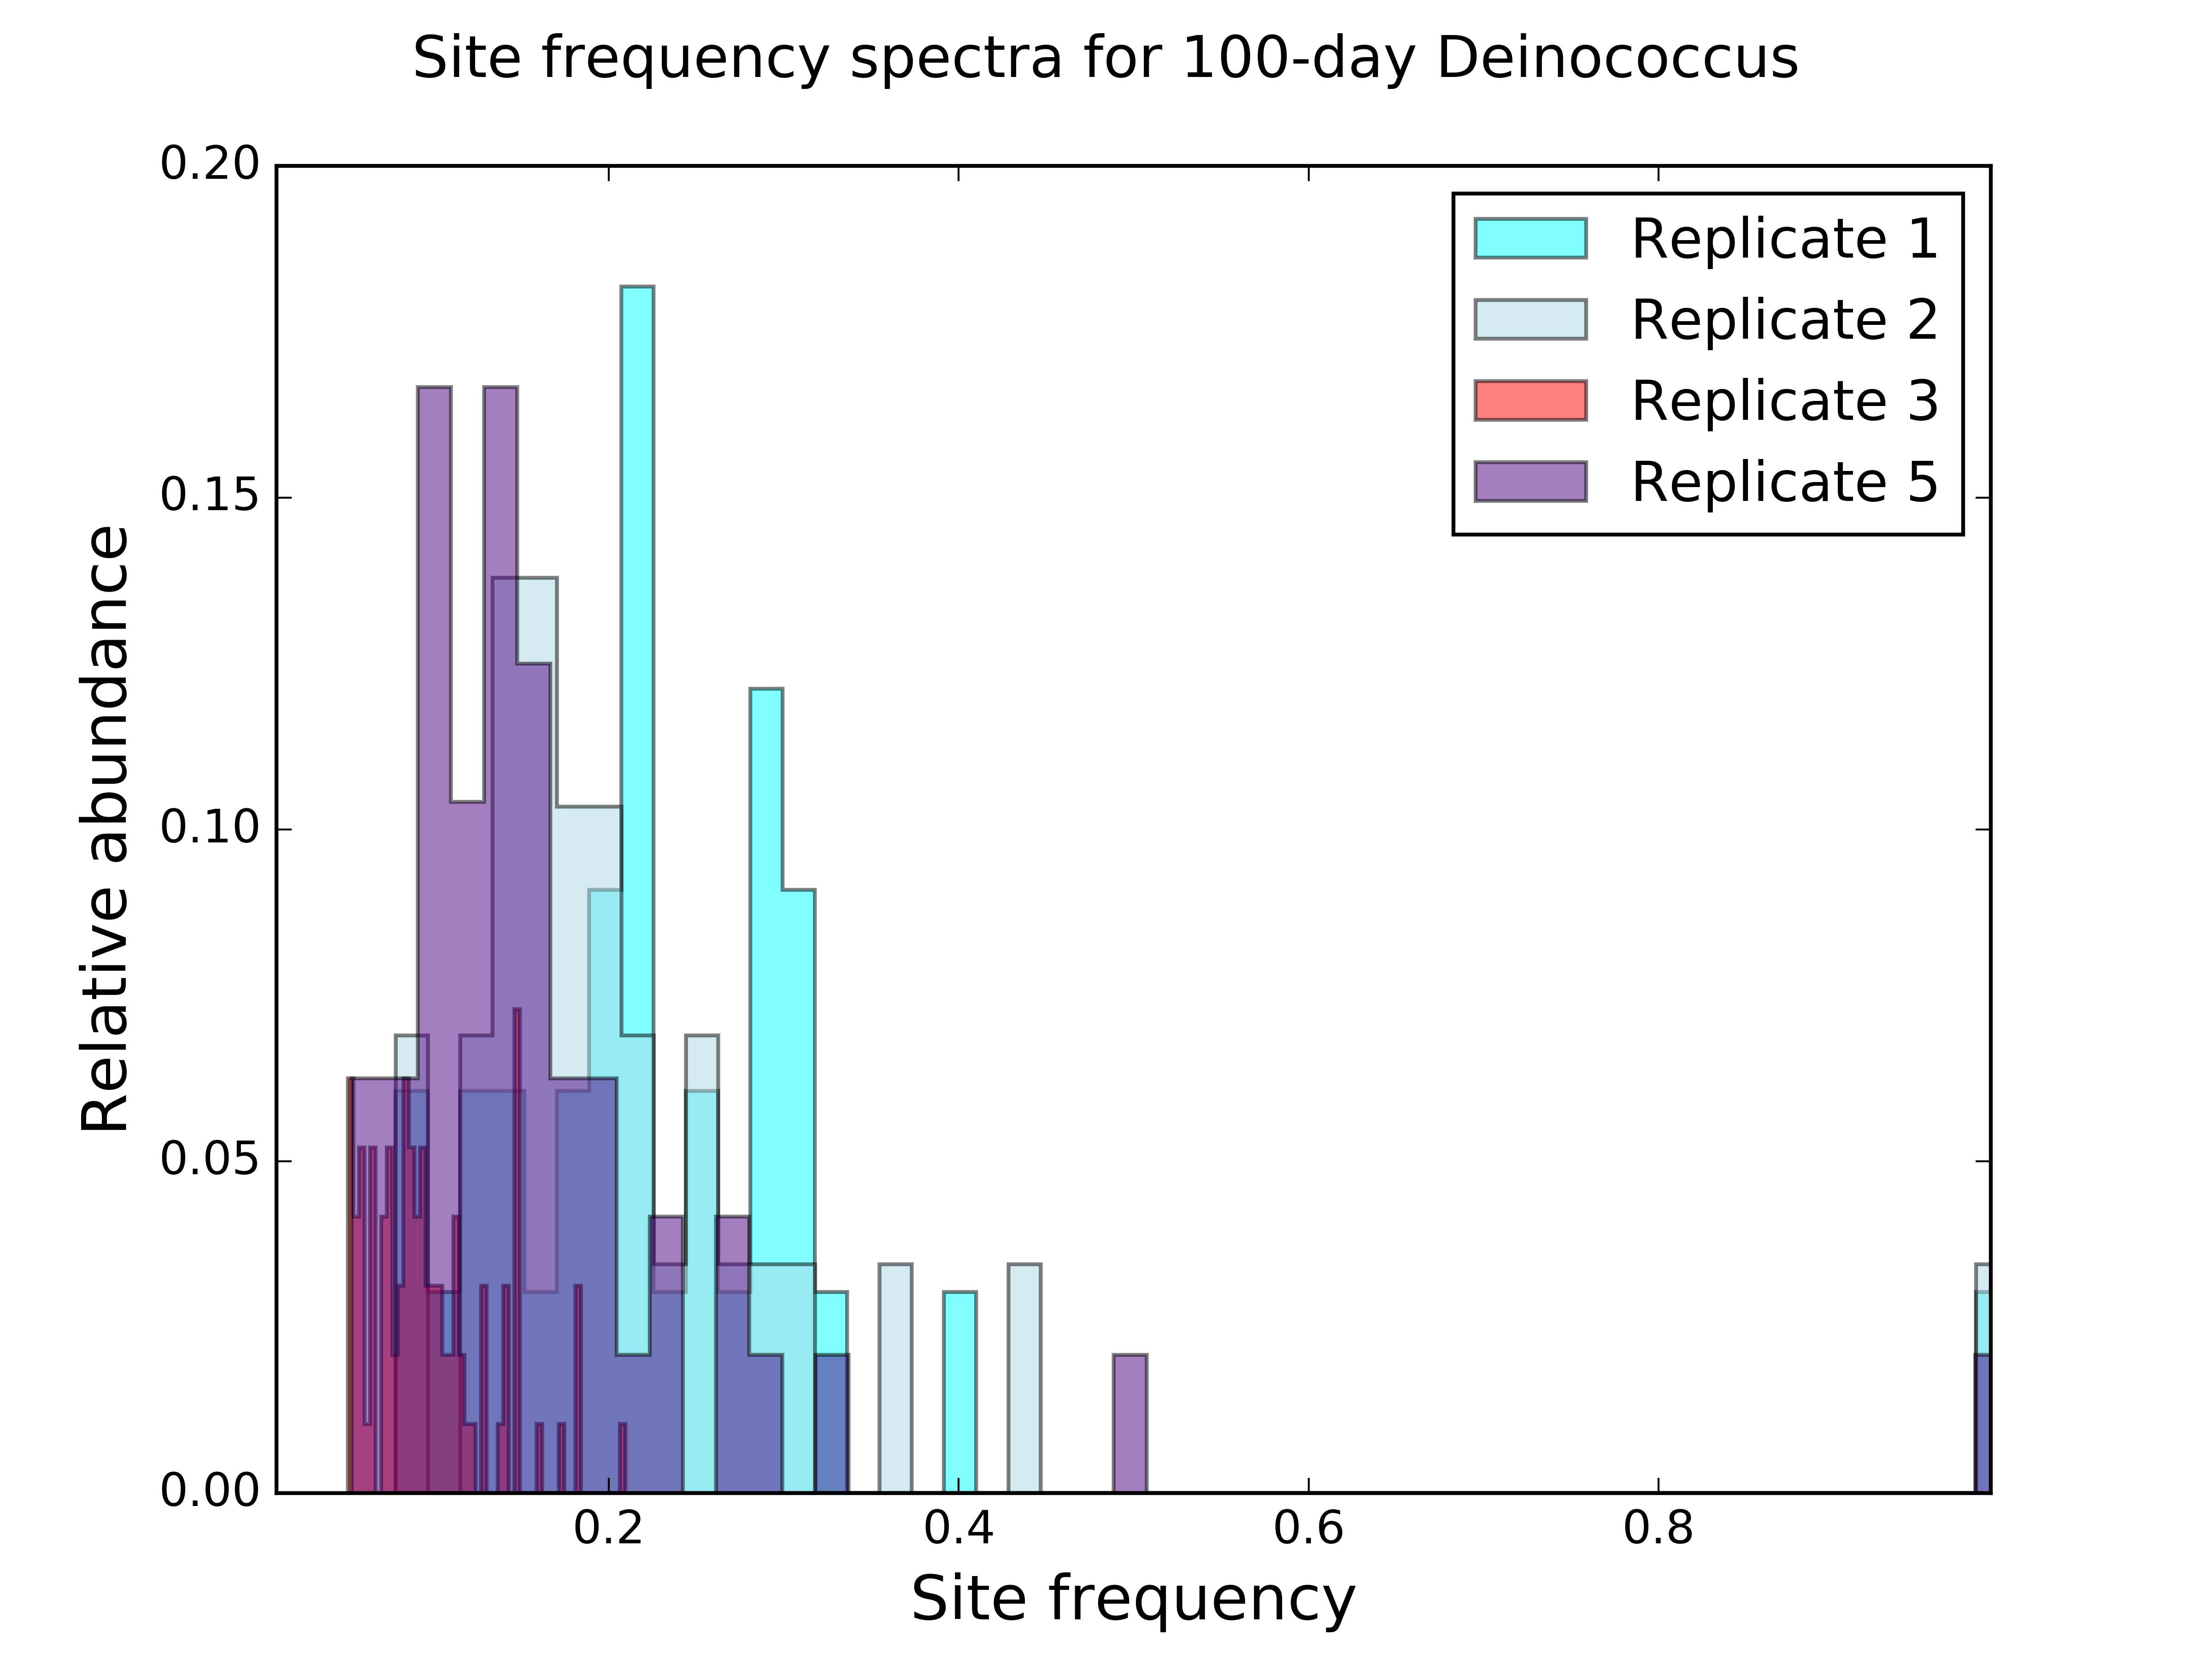 Site frequency spectra for 100-day Deinococcus
0.20
0.15
0.10
0.05
0.00
Relative abundance
Replicate 1
Replicate 2
Replicate 3
Replicate 5
0.2 0.4 0.6 0.8
Site frequency